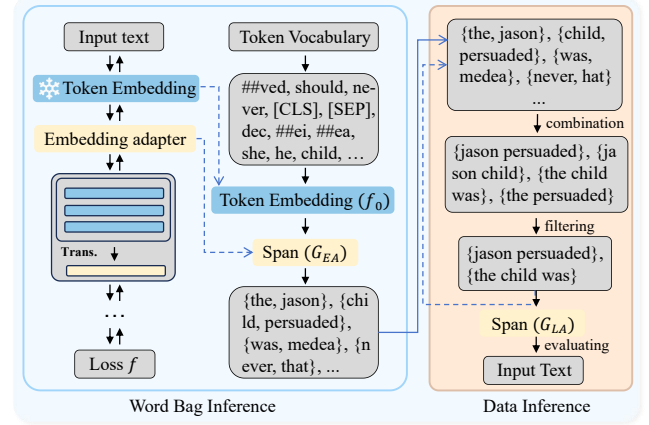 Input text
Token Embedding
Embedding adapter
Trans.
...
Loss f
Token Vocabulary
##ved, should, ne-
ver, [CLS], [SEP],
dec, ##ei, ##ea,
she, he, child, ...
Token Embedding (f₀)
Span (G_EA)
{the, jason}, {chi
ld, persuaded},
{was, medea}, {n
ever, that}, ...
Word Bag Inference
{the, jason}, {child,
persuaded}, {was,
medea}, {never, hat}
...
combination
{jason persuaded}, {ja
son child}, {the child
was}, {the persuaded}
filtering
{jason persuaded},
{the child was}
Span (G_LA)
evaluating
Input Text
Data Inference